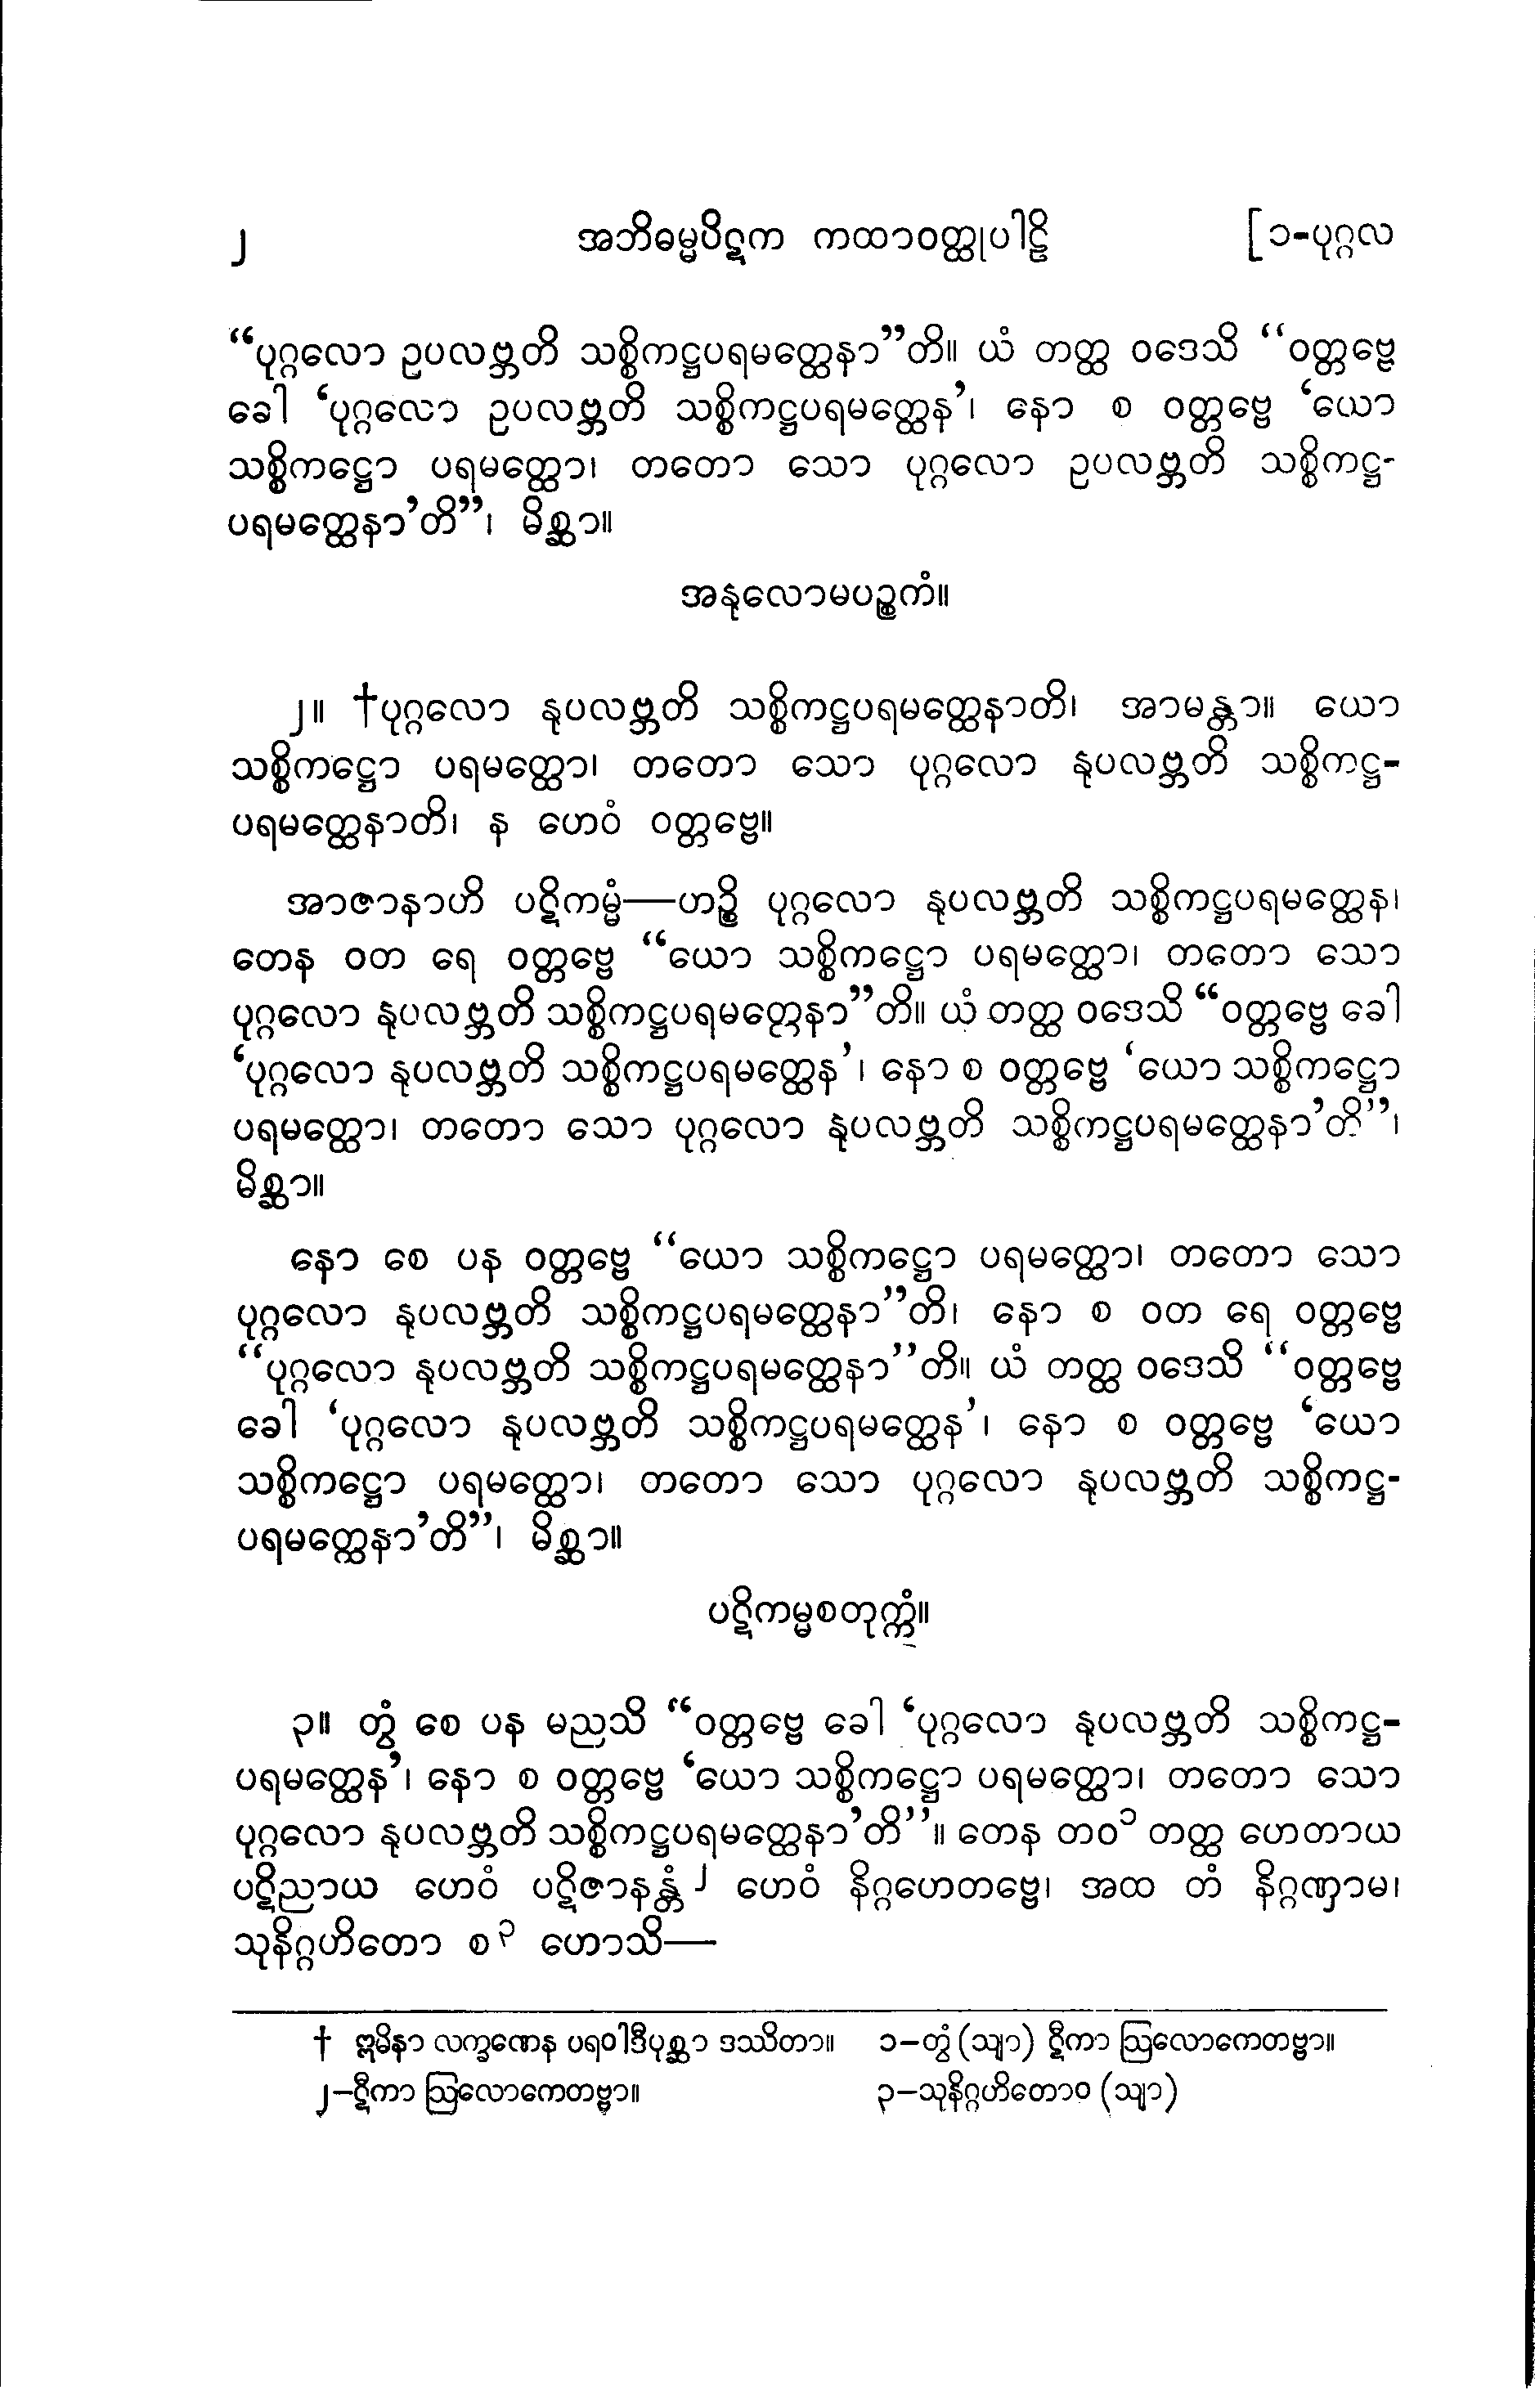 ၂ အဘိဓမ္မပိဋက ကထာဝတ္ထုပါဠိ [ ၁-ပုဂ္ဂလ
“ပုဂ္ဂလော ဥပလဗ္ဘတိ သစ္စိကဋ္ဌပရမတ္ထေနာ”တိ။ ယံ တတ္ထ ဝဒေသိ “ဝတ္တဗ္ဗေ
ခေါ ‘ပုဂ္ဂလော ဥပလဗ္ဘတိ သစ္စိကဋ္ဌပရမတ္ထေန’၊ နော စ ဝတ္တဗ္ဗေ ‘ယော
သစ္စိကဋ္ဌော ပရမတ္ထော၊ တတော သော ပုဂ္ဂလော ဥပလဗ္ဘတိ သစ္စိကဋ္ဌ-
ပရမတ္ထေနာ’တိ”၊ မိစ္ဆာ။
အနုလောမပဉ္စကံ။
၂။ †ပုဂ္ဂလော နုပလဗ္ဘတိ သစ္စိကဋ္ဌပရမတ္ထေနာတိ၊ အာမန္တာ။ ယော
သစ္စိကဋ္ဌော ပရမတ္ထော၊ တတော သော ပုဂ္ဂလော နုပလဗ္ဘတိ သစ္စိကဋ္ဌ-
ပရမတ္ထေနာတိ၊ န ဟေဝံ ဝတ္တဗ္ဗေ။
အာဇာနာဟိ ပဋိကမ္မံ—ဟဉ္စိ ပုဂ္ဂလော နုပလဗ္ဘတိ သစ္စိကဋ္ဌပရမတ္ထေန၊
တေန ဝတ ရေ ဝတ္တဗ္ဗေ “ယော သစ္စိကဋ္ဌော ပရမတ္ထော၊ တတော သော
ပုဂ္ဂလော နုပလဗ္ဘတိ သစ္စိကဋ္ဌပရမတ္ထေနာ”တိ။ ယံ တတ္ထ ဝဒေသိ “ဝတ္တဗ္ဗေ ခေါ
‘ပုဂ္ဂလော နုပလဗ္ဘတိ သစ္စိကဋ္ဌပရမတ္ထေန’၊ နော စ ဝတ္တဗ္ဗေ ‘ယော သစ္စိကဋ္ဌော
ပရမတ္ထော၊ တတော သော ပုဂ္ဂလော နုပလဗ္ဘတိ သစ္စိကဋ္ဌပရမတ္ထေနာ’တိ”၊
မိစ္ဆာ။
နော စေ ပန ဝတ္တဗ္ဗေ “ယော သစ္စိကဋ္ဌော ပရမတ္ထော၊ တတော သော
ပုဂ္ဂလော နုပလဗ္ဘတိ သစ္စိကဋ္ဌပရမတ္ထေနာ”တိ၊ နော စ ဝတ ရေ ဝတ္တဗ္ဗေ
“ပုဂ္ဂလော နုပလဗ္ဘတိ သစ္စိကဋ္ဌပရမတ္ထေနာ”တိ။ ယံ တတ္ထ ဝဒေသိ “ဝတ္တဗ္ဗေ
ခေါ ‘ပုဂ္ဂလော နုပလဗ္ဘတိ သစ္စိကဋ္ဌပရမတ္ထေန’၊ နော စ ဝတ္တဗ္ဗေ ‘ယော
သစ္စိကဋ္ဌော ပရမတ္ထော၊ တတော သော ပုဂ္ဂလော နုပလဗ္ဘတိ သစ္စိကဋ္ဌ-
ပရမတ္ထေနာ’တိ”၊ မိစ္ဆာ။
ပဋိကမ္မစတုက္ကံ။
၃။ တွံ စေ ပန မညသိ “ဝတ္တဗ္ဗေ ခေါ ‘ပုဂ္ဂလော နုပလဗ္ဘတိ သစ္စိကဋ္ဌ-
ပရမတ္ထေန’၊ နော စ ဝတ္တဗ္ဗေ ‘ယော သစ္စိကဋ္ဌော ပရမတ္ထော၊ တတော သော
ပုဂ္ဂလော နုပလဗ္ဘတိ သစ္စိကဋ္ဌပရမတ္ထေနာ’တိ”။ တေန တဝ၁ တတ္ထ ဟေတာယ
ပဋိညာယ ဟေဝံ ပဋိဇာနန္တံ၂ ဟေဝံ နိဂ္ဂဟေတဗ္ဗေ၊ အထ တံ နိဂ္ဂဏှာမ၊
သုနိဂ္ဂဟိတော စ၃ ဟောသိ—
† ဣမိနာ လက္ခဏေန ပရဝါဒီပုစ္ဆာ ဒဿိတာ။ ၁–တွံ (သျာ) ဋီကာ ဩလောကေတဗ္ဗာ။
၂–ဋီကာ ဩလောကေတဗ္ဗာ။ ၃–သုနိဂ္ဂဟိတောဝ (သျာ)